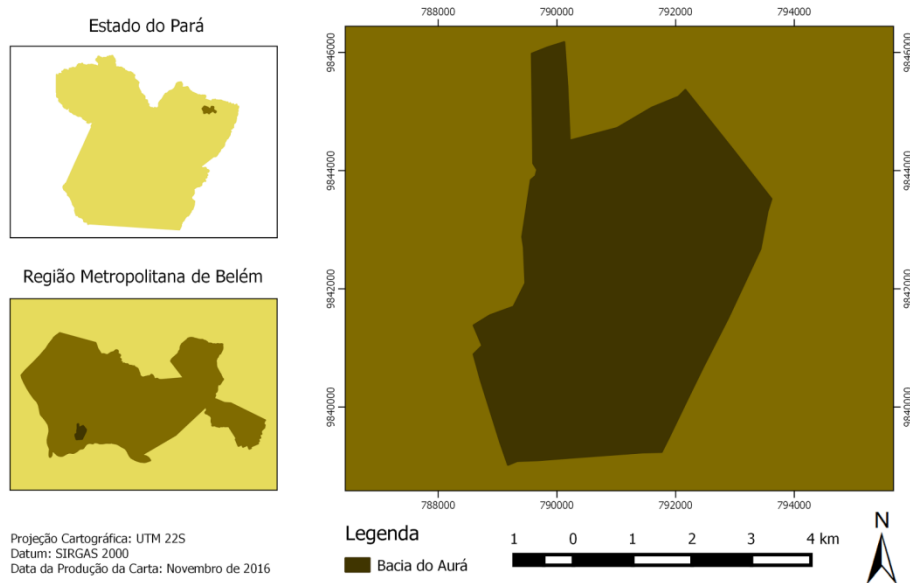 Estado do Pará
Região Metropolitana de Belém
Projeção Cartográfica: UTM 22S
Datum: SIRGAS 2000
Data da Produção da Carta: Novembro de 2016
788000 790000 792000 794000
9846000 9846000
9844000 9844000
9842000 9842000
9840000 9840000
788000 790000 792000 794000
Legenda
Bacia do Aurá
1 0 1 2 3 4 km
N